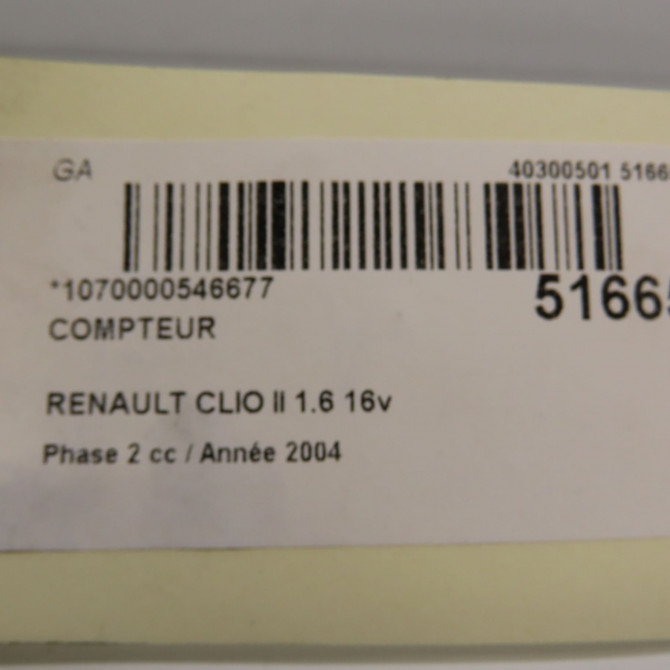 GA
40300501 5166
*1070000546677
5166
COMPTEUR
RENAULT CLIO II 1.6 16v
Phase 2 cc / Année 2004